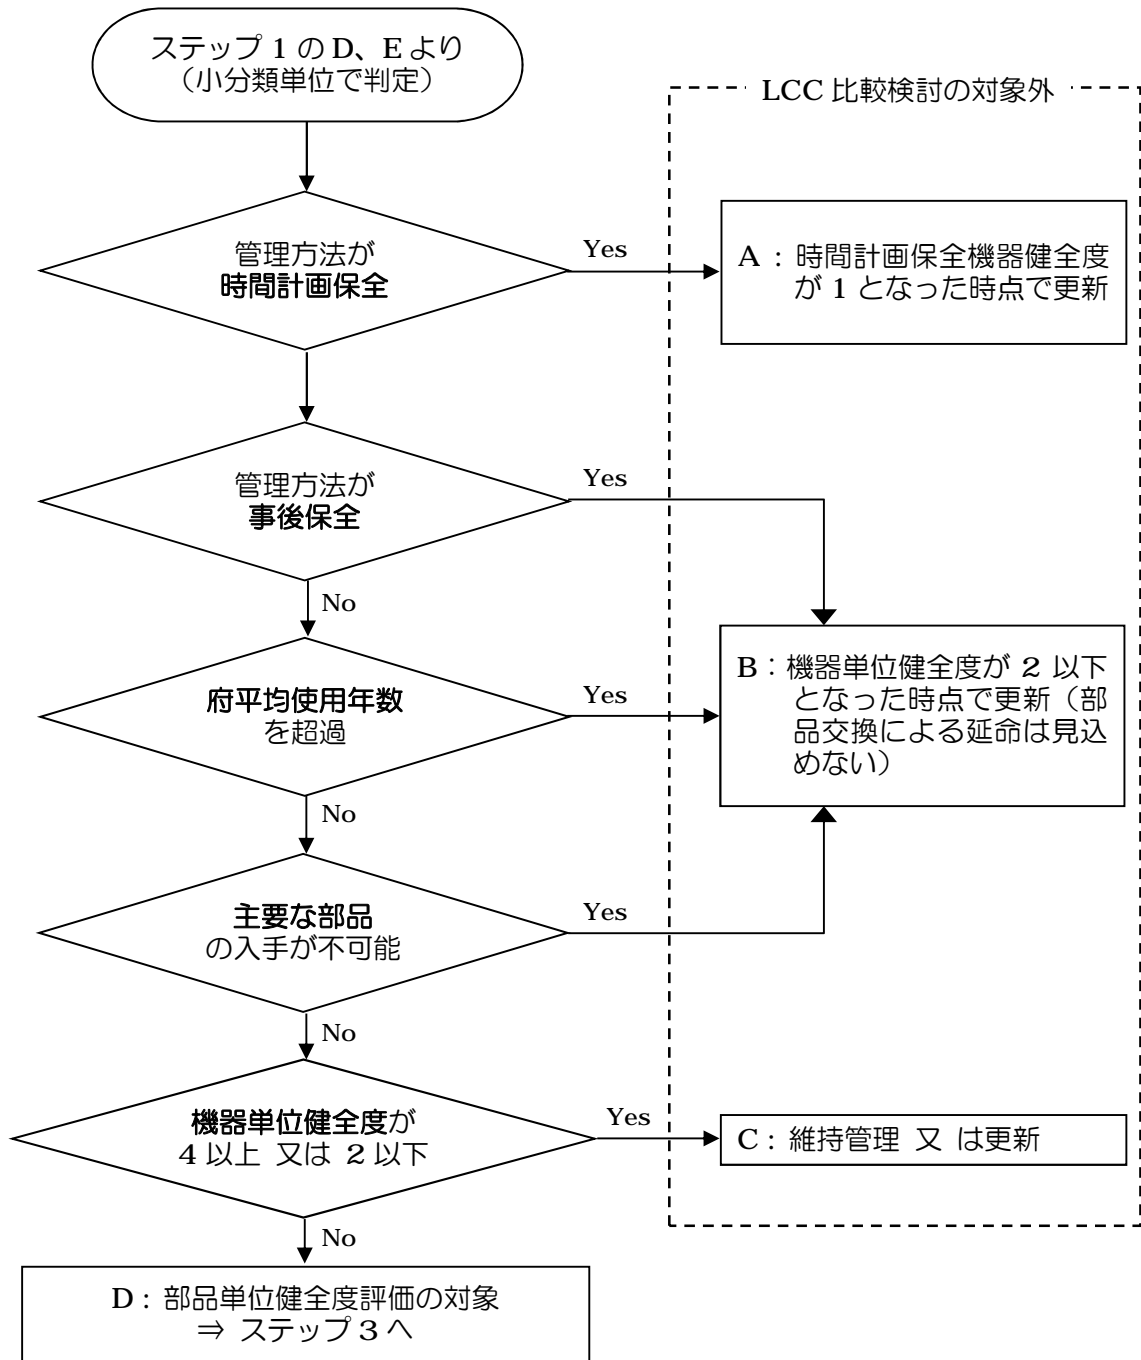 ステップ 1 の D、E より
（小分類単位で判定）
LCC 比較検討の対象外
管理方法が
時間計画保全
Yes
A : 時間計画保全機器健全度
が 1 となった時点で更新
管理方法が
事後保全
Yes
No
府平均使用年数
を超過
Yes
B : 機器単位健全度が 2 以下
となった時点で更新（部
品交換による延命は見込
めない）
No
主要な部品
の入手が不可能
Yes
No
機器単位健全度が
4 以上 又は 2 以下
Yes
C : 維持管理 又 は更新
No
D : 部品単位健全度評価の対象
⇒ ステップ 3 へ